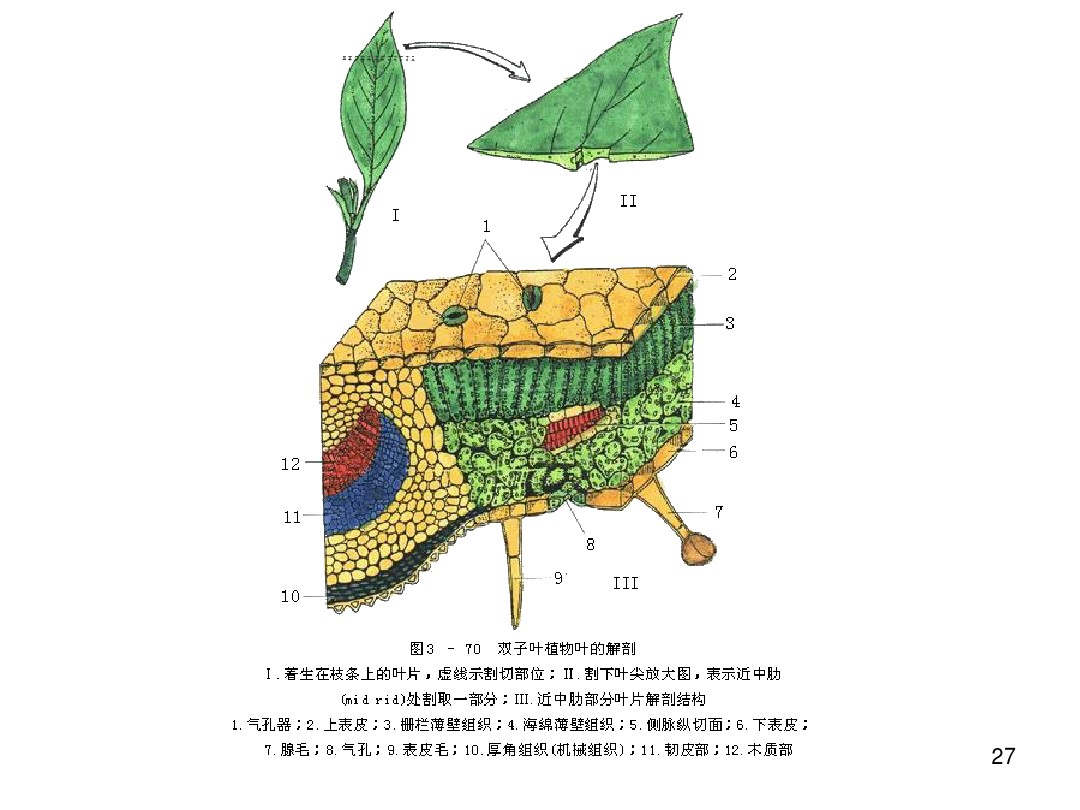 I
II
1
2
3
4
5
6
12
11
7
8
9
III
10
图3 - 70 双子叶植物叶的解剖
I.着生在枝条上的叶片,虚线示割切部位;II.割下叶尖放大图,表示近中肋
(mid rid)处割取一部分;III.近中肋部分叶片解剖结构
1.气孔器;2.上表皮;3.栅栏薄壁组织;4.海绵薄壁组织;5.侧脉纵切面;6.下表皮;
7.腺毛;8.气孔;9.表皮毛;10.厚角组织(机械组织);11.韧皮部;12.木质部
27